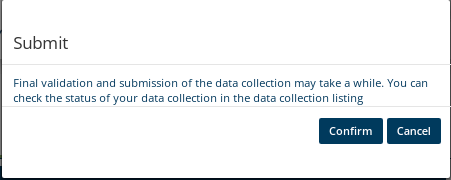 Submit
Final validation and submission of the data collection may take a while. You can
check the status of your data collection in the data collection listing
Confirm Cancel